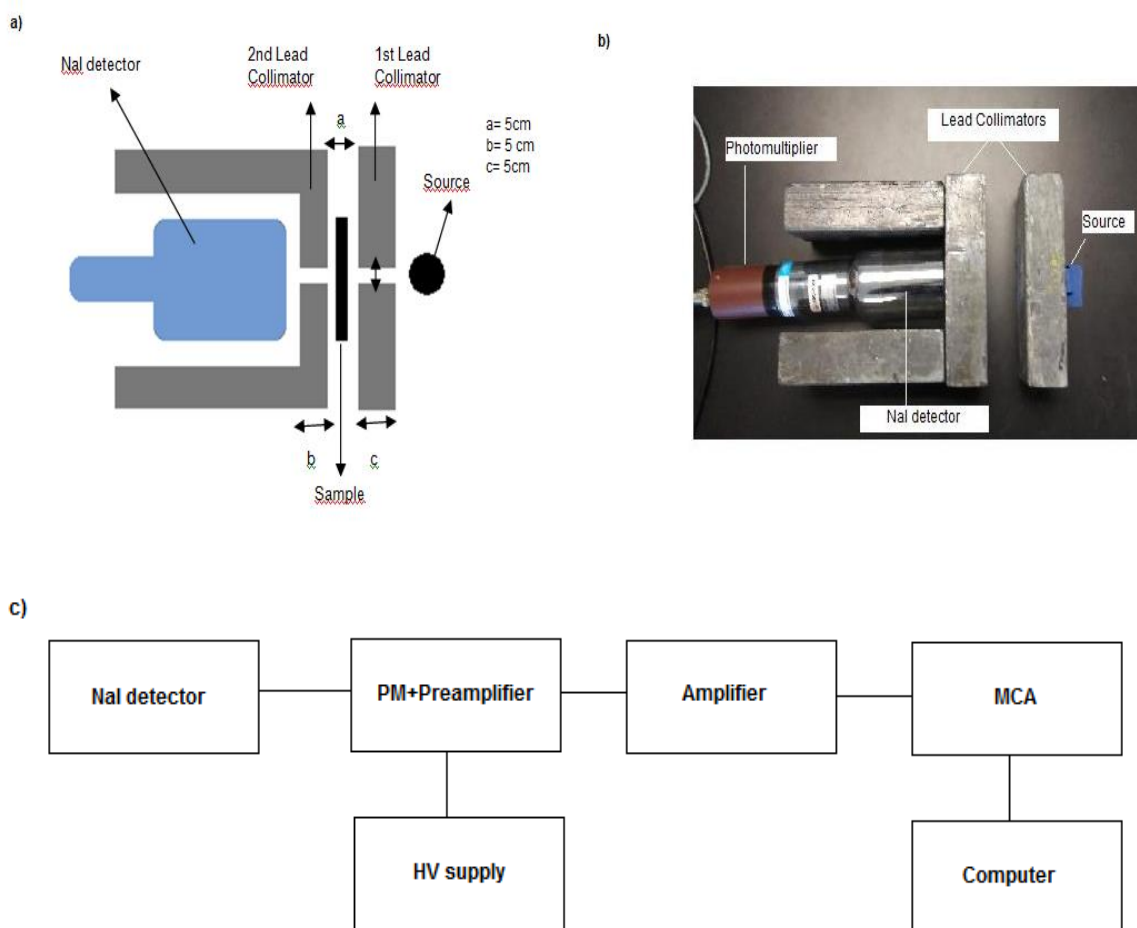 a)
NaI detector
2nd Lead
Collimator
1st Lead
Collimator
a
a= 5cm
b= 5 cm
c= 5cm
Source
b
c
Sample
b)
Lead Collimators
Photomultiplier
Source
NaI detector
c)
NaI detector
PM+Preamplifier
Amplifier
MCA
HV supply
Computer